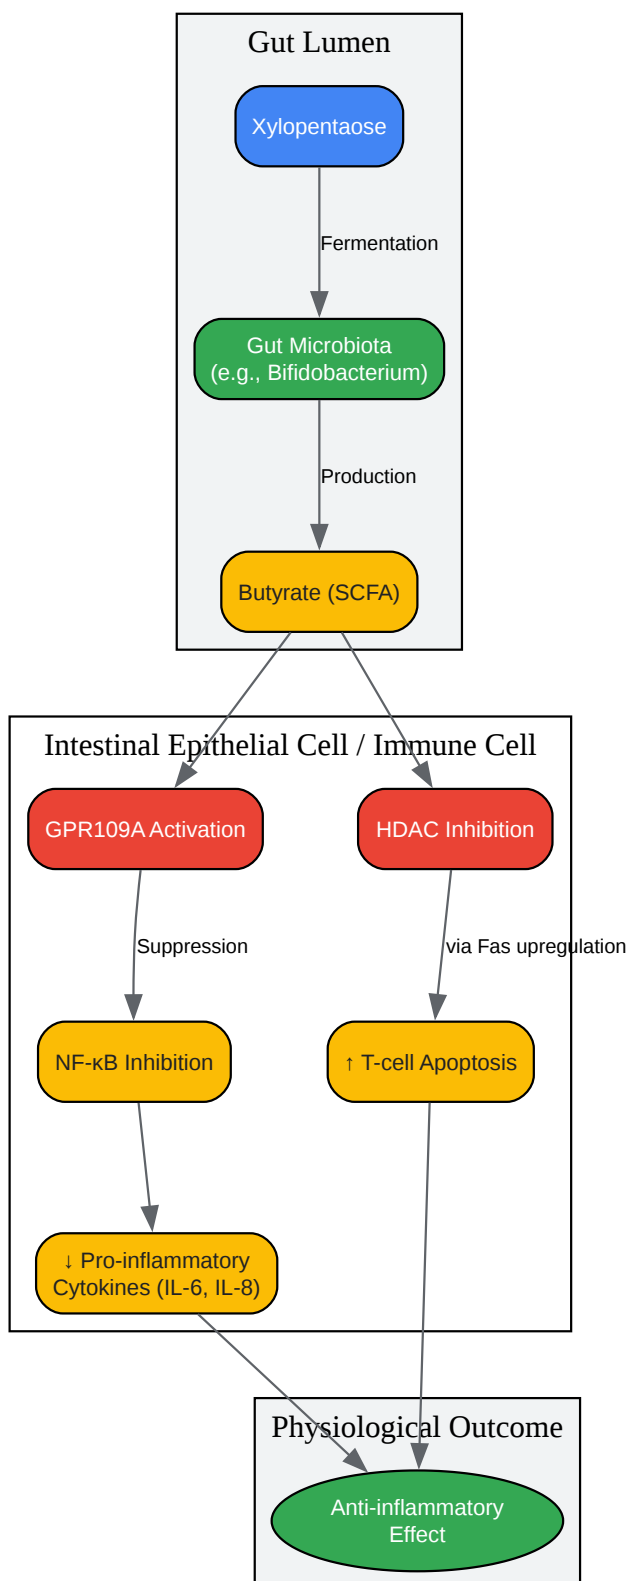 Gut Lumen
Xylopentaose
Fermentation
Gut Microbiota
(e.g., Bifidobacterium)
Production
Butyrate (SCFA)
Intestinal Epithelial Cell / Immune Cell
GPR109A Activation
HDAC Inhibition
Suppression
via Fas upregulation
NF-κB Inhibition
↑ T-cell Apoptosis
↓ Pro-inflammatory
Cytokines (IL-6, IL-8)
Physiological Outcome
Anti-inflammatory
Effect